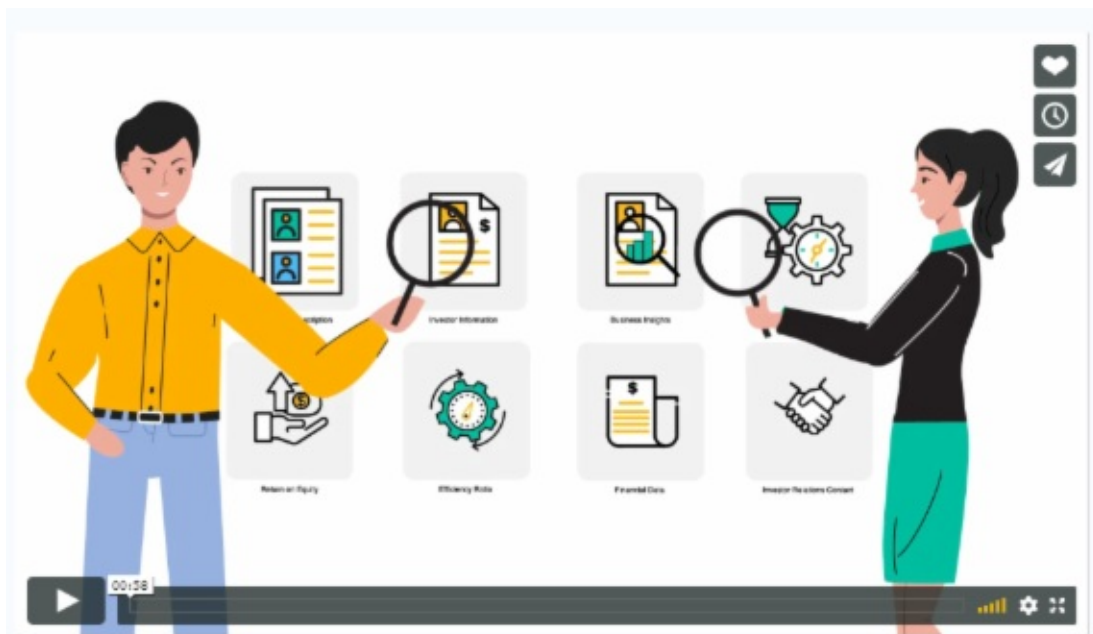 $
Investor Information
Business Insights
$
$
Return on Equity
Efficiency Ratio
Financial Data
Investor Relations Contact
00:58